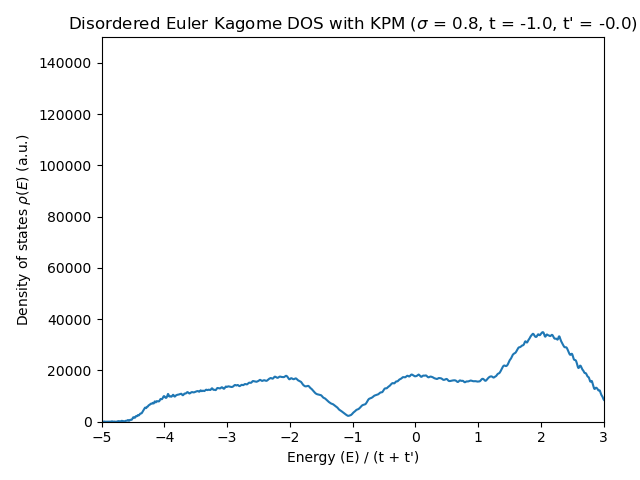 Disordered Euler Kagome DOS with KPM (σ = 0.8, t = -1.0, t' = -0.0)
140000
120000
100000
80000
60000
40000
20000
0
Density of states ρ(E) (a.u.)
−5 −4 −3 −2 −1 0 1 2 3
Energy (E) / (t + t')